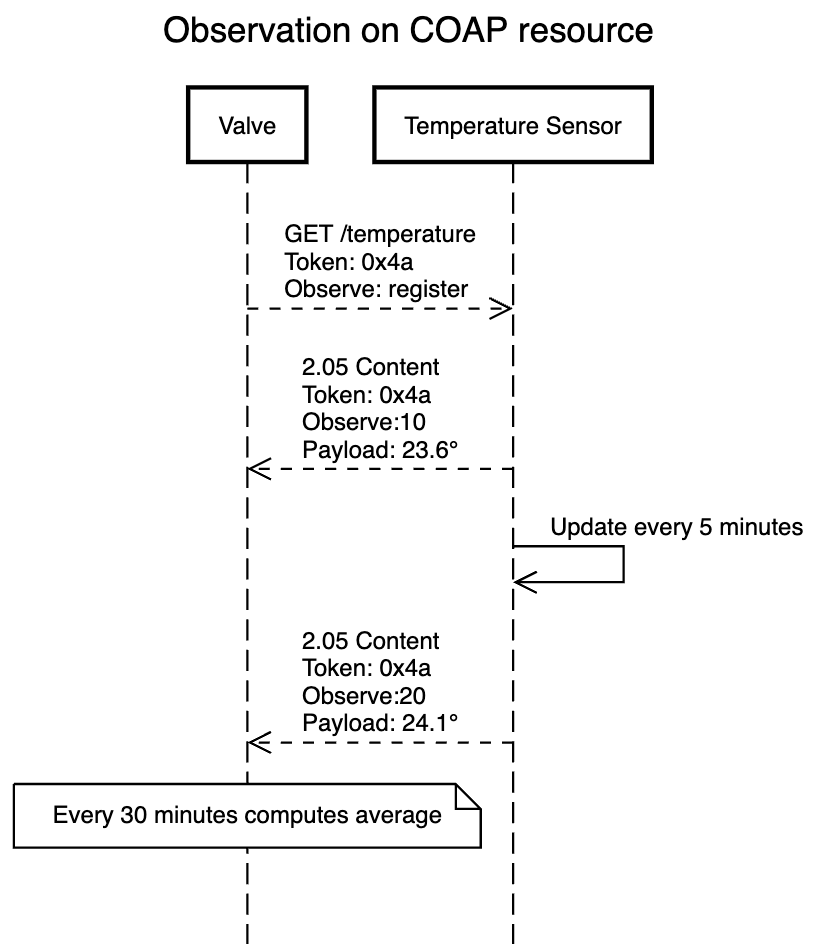 Observation on COAP resource
Valve
Temperature Sensor
GET /temperature
Token: 0x4a
Observe: register
2.05 Content
Token: 0x4a
Observe:10
Payload: 23.6°
Update every 5 minutes
2.05 Content
Token: 0x4a
Observe:20
Payload: 24.1°
Every 30 minutes computes average